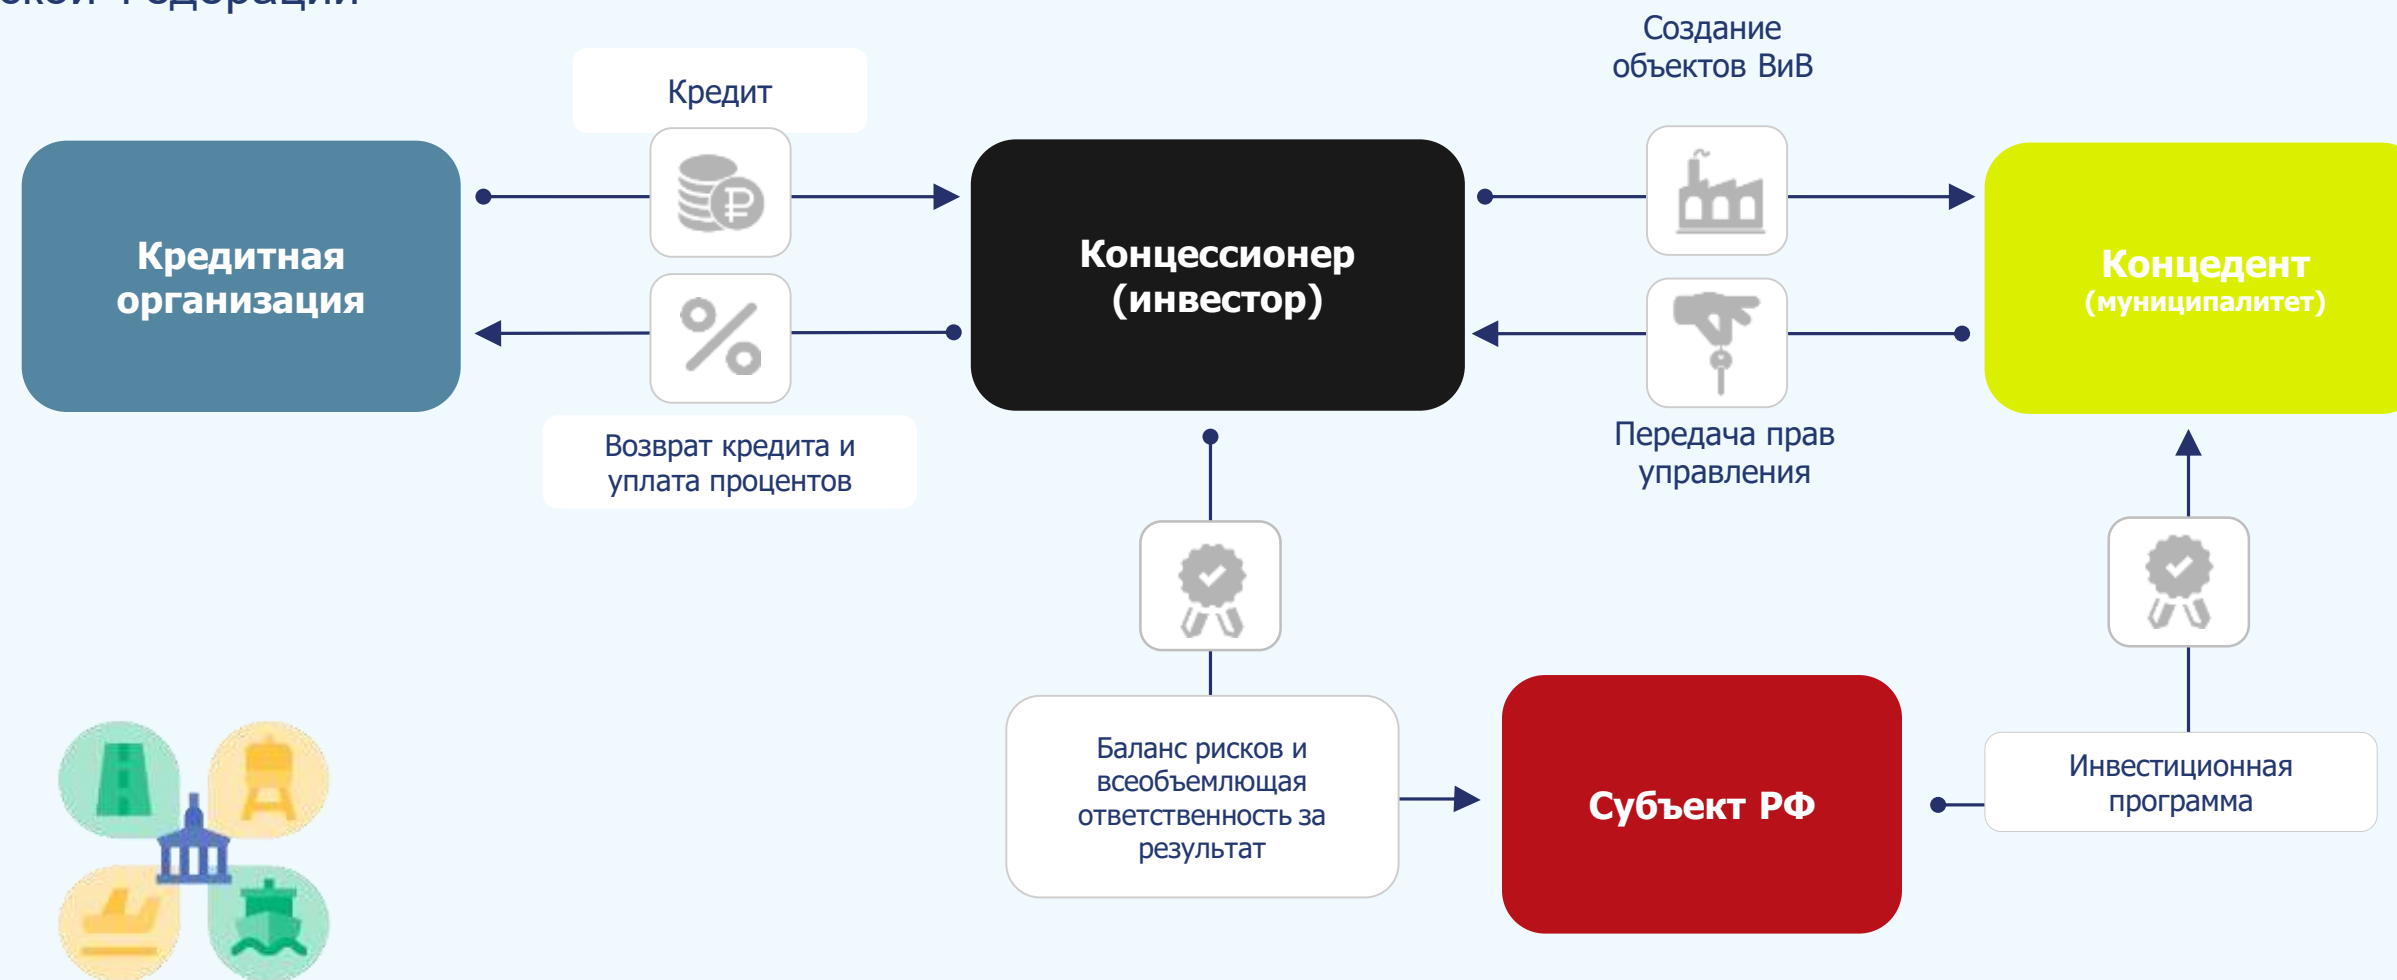 Федерации
Создание
объектов ВиВ
Кредит
Кредитная
организация
Концессионер
(инвестор)
Концедент
(муниципалитет)
Возврат кредита и
уплата процентов
Передача прав
управления
Баланс рисков и
всеобъемлющая
ответственность за
результат
Субъект РФ
Инвестиционная
программа